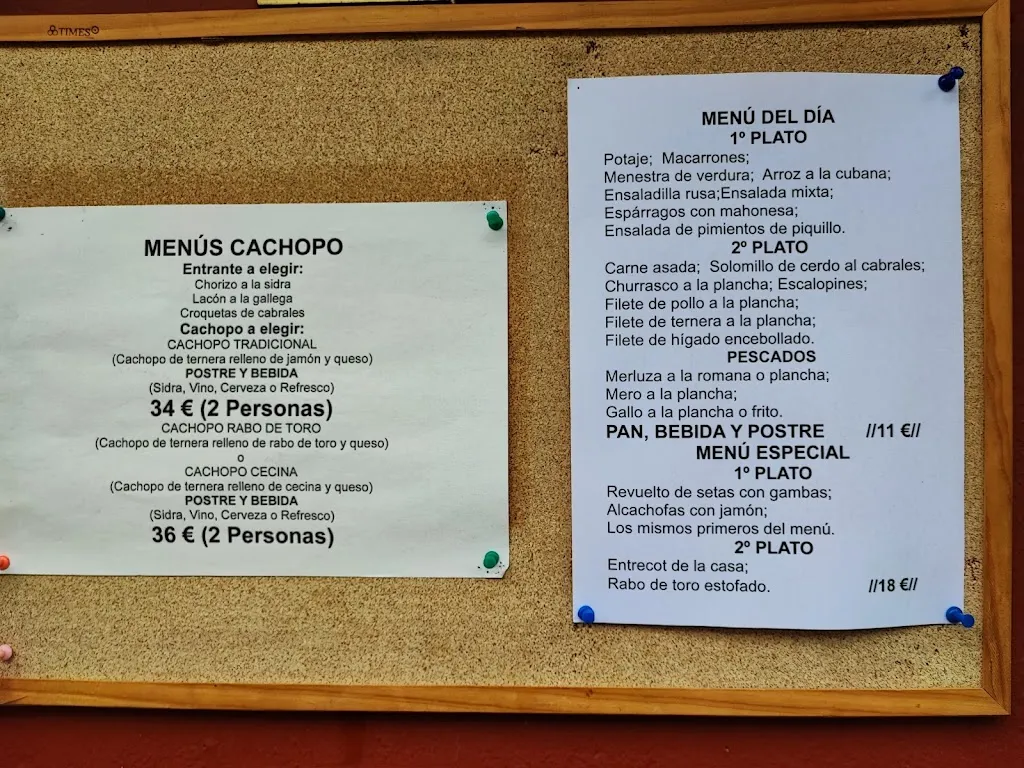 TIMES
MENÚS CACHOPO
Entrante a elegir:
Chorizo a la sidra
Lacón a la gallega
Croquetas de cabrales
Cachopo a elegir:
CACHOPO TRADICIONAL
(Cachopo de ternera relleno de jamón y queso)
POSTRE Y BEBIDA
(Sidra, Vino, Cerveza o Refresco)
34 € (2 Personas)
CACHOPO RABO DE TORO
(Cachopo de ternera relleno de rabo de toro y queso)
o
CACHOPO CECINA
(Cachopo de ternera relleno de cecina y queso)
POSTRE Y BEBIDA
(Sidra, Vino, Cerveza o Refresco)
36 € (2 Personas)
MENÚ DEL DÍA
1º PLATO
Potaje; Macarrones;
Menestra de verdura; Arroz a la cubana;
Ensaladilla rusa;Ensalada mixta;
Espárragos con mahonesa;
Ensalada de pimientos de piquillo.
2º PLATO
Carne asada; Solomillo de cerdo al cabrales;
Churrasco a la plancha; Escalopines;
Filete de pollo a la plancha;
Filete de ternera a la plancha;
Filete de hígado encebollado.
PESCADOS
Merluza a la romana o plancha;
Mero a la plancha;
Gallo a la plancha o frito.
PAN, BEBIDA Y POSTRE //11 €//
MENÚ ESPECIAL
1º PLATO
Revuelto de setas con gambas;
Alcachofas con jamón;
Los mismos primeros del menú.
2º PLATO
Entrecot de la casa;
Rabo de toro estofado. //18 €//